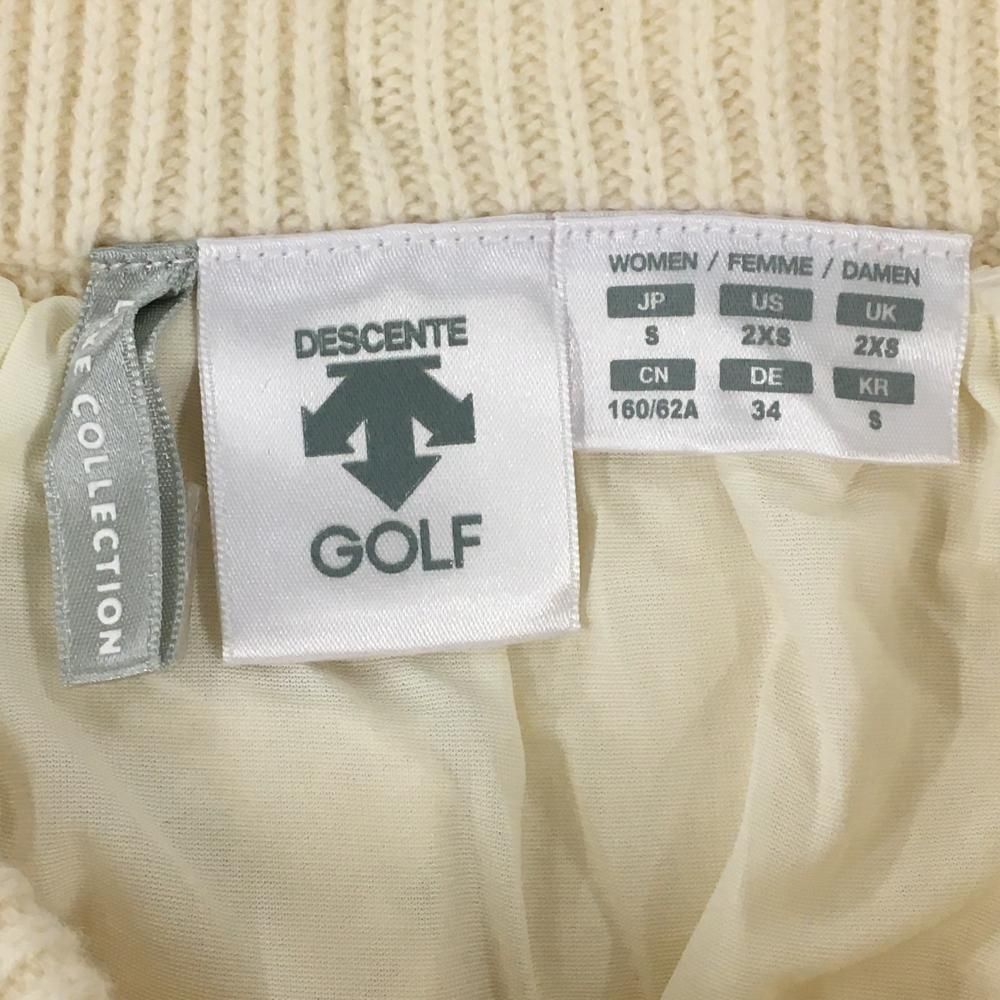 COLLECTION
DESCENTE
GOLF
WOMEN / FEMME / DAMEN
JP US UK
S 2XS 2XS
CN DE KR
160/62A 34 S